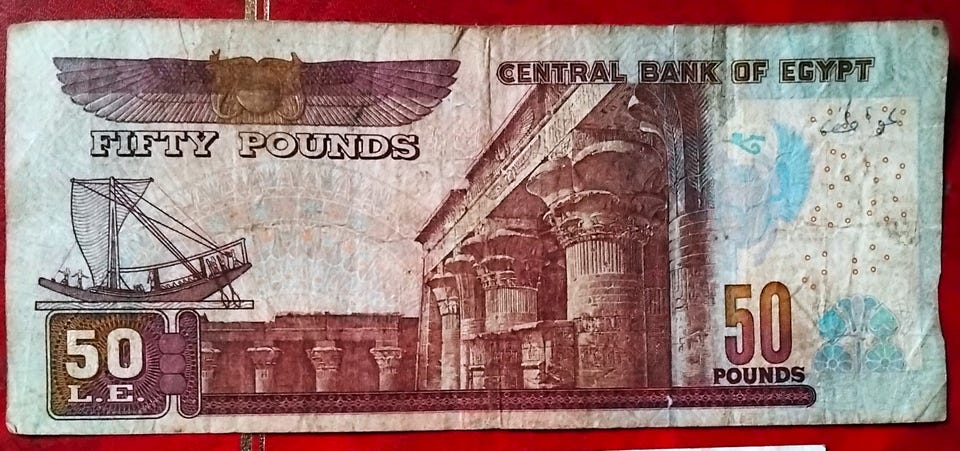 CENTRAL BANK OF EGYPT
FIFTY POUNDS
50
L.E.
50
POUNDS